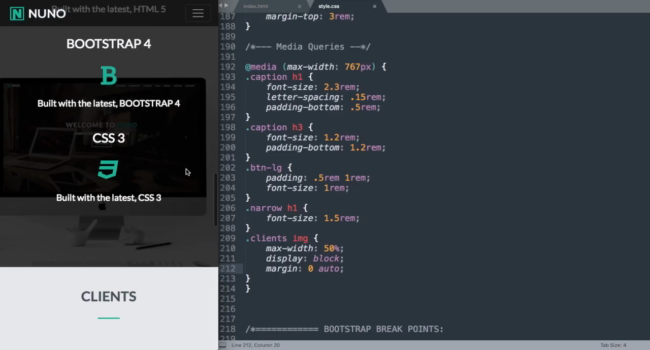 Built with the latest, HTML 5
NUNO
BOOTSTRAP 4
Built with the latest, BOOTSTRAP 4
WELCOME TO
CSS 3
Built with the latest, CSS 3
CLIENTS
index.html
style.css
187 margin-top: 3rem;
188 }
189
190 /*--- Media Queries --*/
191
192 @media (max-width: 767px) {
193 .caption h1 {
194 font-size: 2.3rem;
195 letter-spacing: .15rem;
196 padding-bottom: .5rem;
197 }
198 .caption h3 {
199 font-size: 1.2rem;
200 padding-bottom: 1.2rem;
201 }
202 .btn-lg {
203 padding: .5rem 1rem;
204 font-size: 1rem;
205 }
206 .narrow h1 {
207 font-size: 1.5rem;
208 }
209 .clients img {
210 max-width: 50%;
211 display: block;
212 margin: 0 auto;
213 }
214 }
215
216
217
218 /*============ BOOTSTRAP BREAK POINTS:
219
Line 212, Column 20
Tab Size: 4